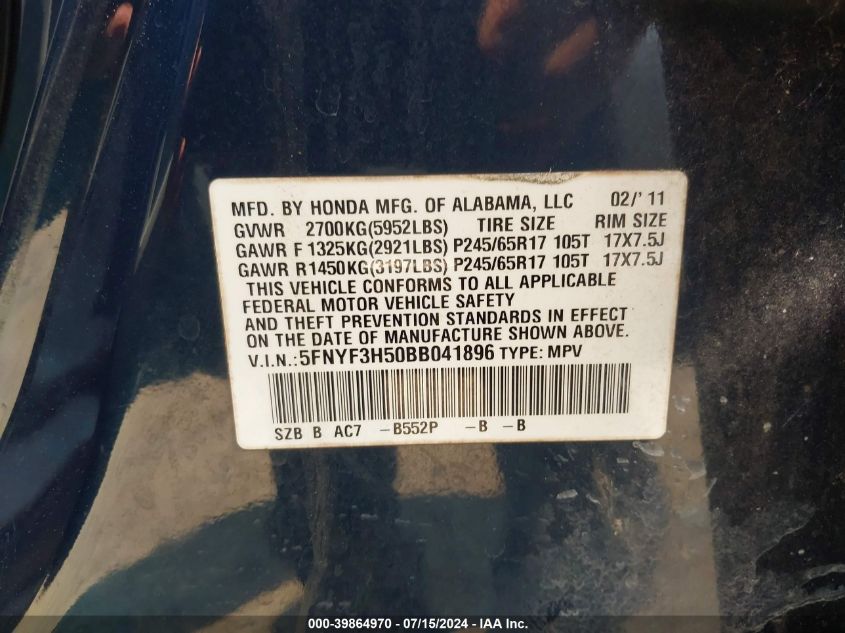 MFD. BY HONDA MFG. OF ALABAMA, LLC 02/'11
GVWR 2700KG(5952LBS) TIRE SIZE RIM SIZE
GAWR F 1325KG(2921LBS) P245/65R17 105T 17X7.5J
GAWR R 1450KG(3197LBS) P245/65R17 105T 17X7.5J
THIS VEHICLE CONFORMS TO ALL APPLICABLE
FEDERAL MOTOR VEHICLE SAFETY
AND THEFT PREVENTION STANDARDS IN EFFECT
ON THE DATE OF MANUFACTURE SHOWN ABOVE.
V.I.N.: 5FNYF3H50BB041896 TYPE: MPV
SZB B AC7 -B552P -B -B
000-39864970 - 07/15/2024 - IAA Inc.